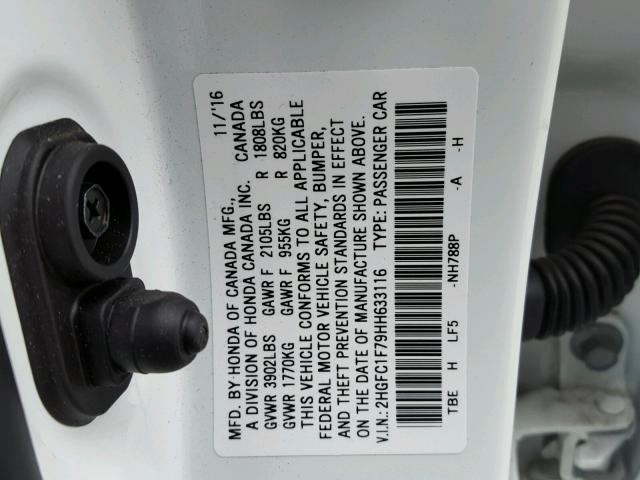 MFD. BY HONDA OF CANADA MFG., 11/'16
A DIVISION OF HONDA CANADA INC. CANADA
GVWR 3902LBS GAWR F 2105LBS R 1808LBS
GVWR 1770KG GAWR F 955KG R 820KG
THIS VEHICLE CONFORMS TO ALL APPLICABLE
FEDERAL MOTOR VEHICLE SAFETY, BUMPER,
AND THEFT PREVENTION STANDARDS IN EFFECT
ON THE DATE OF MANUFACTURE SHOWN ABOVE.
V.I.N.: 2HGFC1F79HH633116 TYPE: PASSENGER CAR
TBE H LF5 -NH788P -A -H